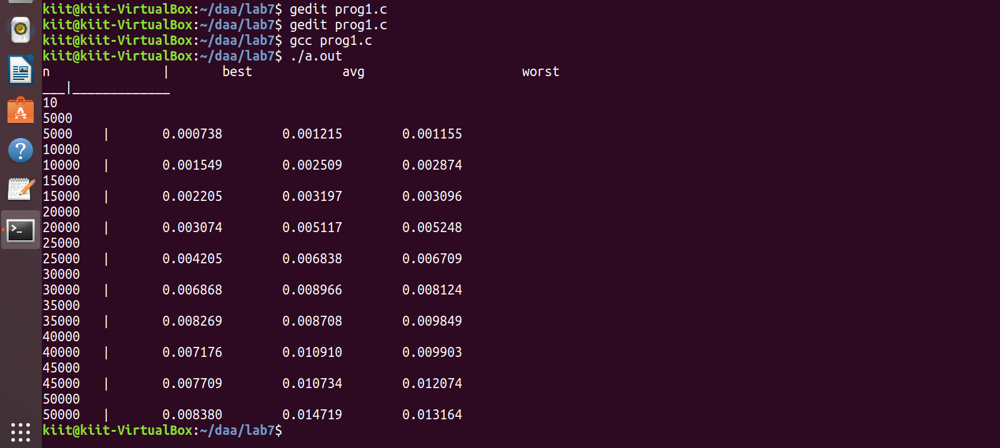 kiit@kiit-VirtualBox:~/daa/lab7$ gedit prog1.c
kiit@kiit-VirtualBox:~/daa/lab7$ gedit prog1.c
kiit@kiit-VirtualBox:~/daa/lab7$ gcc prog1.c
kiit@kiit-VirtualBox:~/daa/lab7$ ./a.out
n | best avg worst
___|_____________
10
5000
5000 | 0.000738 0.001215 0.001155
10000
10000 | 0.001549 0.002509 0.002874
15000
15000 | 0.002205 0.003197 0.003096
20000
20000 | 0.003074 0.005117 0.005248
25000
25000 | 0.004205 0.006838 0.006709
30000
30000 | 0.006868 0.008966 0.008124
35000
35000 | 0.008269 0.008708 0.009849
40000
40000 | 0.007176 0.010910 0.009903
45000
45000 | 0.007709 0.010734 0.012074
50000
50000 | 0.008380 0.014719 0.013164
kiit@kiit-VirtualBox:~/daa/lab7$